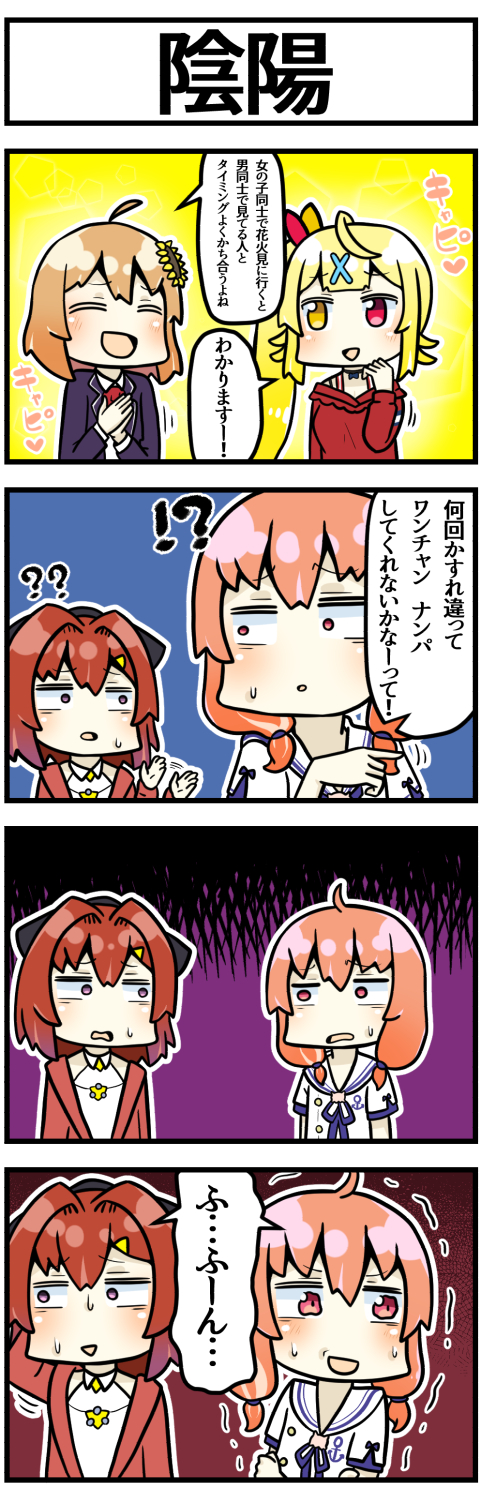 陰陽
女の子同士で花火見に行くと
男同士で見てる人と
タイミングよくかち合うよね
キャピ♡
わかりますー!
キャピ♡
何回かすれ違って
ワンチャン ナンパ
してくれないかなーって!
!?
??
ふ…ふーん…